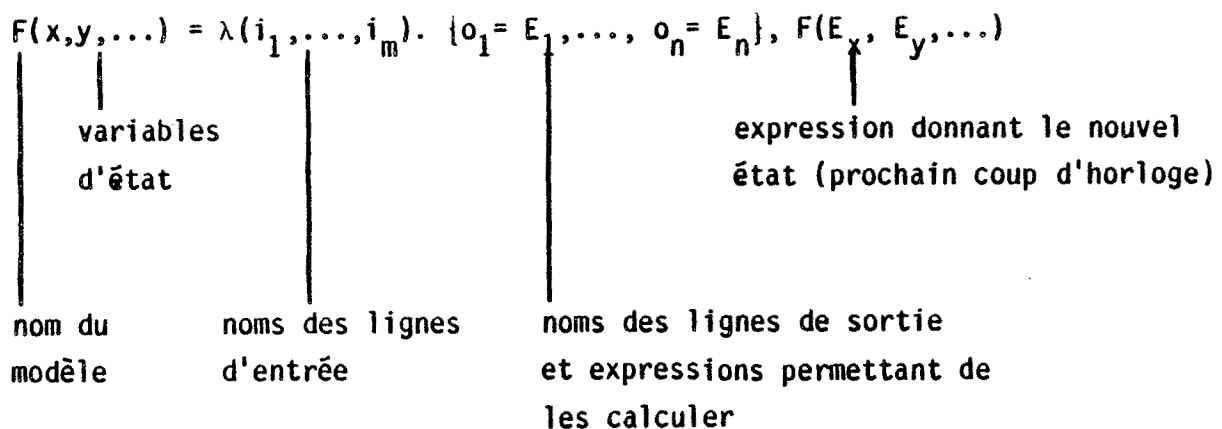 F(x,y,...) = λ(i₁,...,iₘ). {o₁= E₁,..., oₙ= Eₙ}, F(Eₓ, E_y,...)
variables
d'état
expression donnant le nouvel
état (prochain coup d'horloge)
nom du
modèle
noms des lignes
d'entrée
noms des lignes de sortie
et expressions permettant de
les calculer